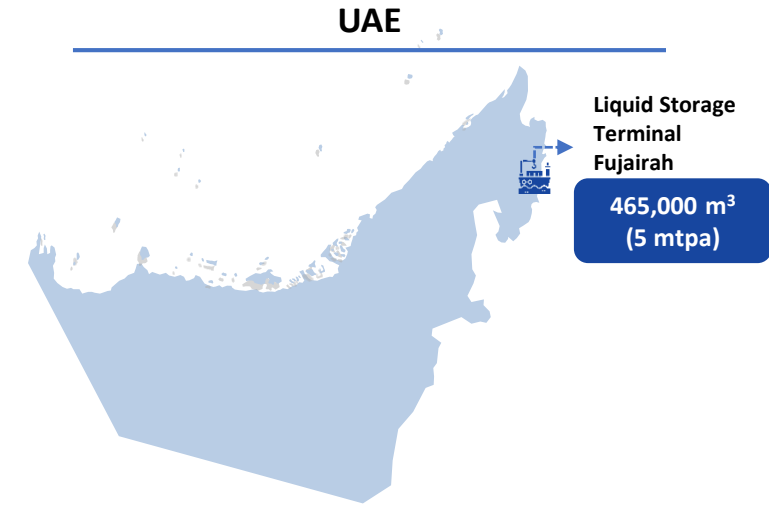 UAE
Liquid Storage
Terminal
Fujairah
465,000 m³
(5 mtpa)